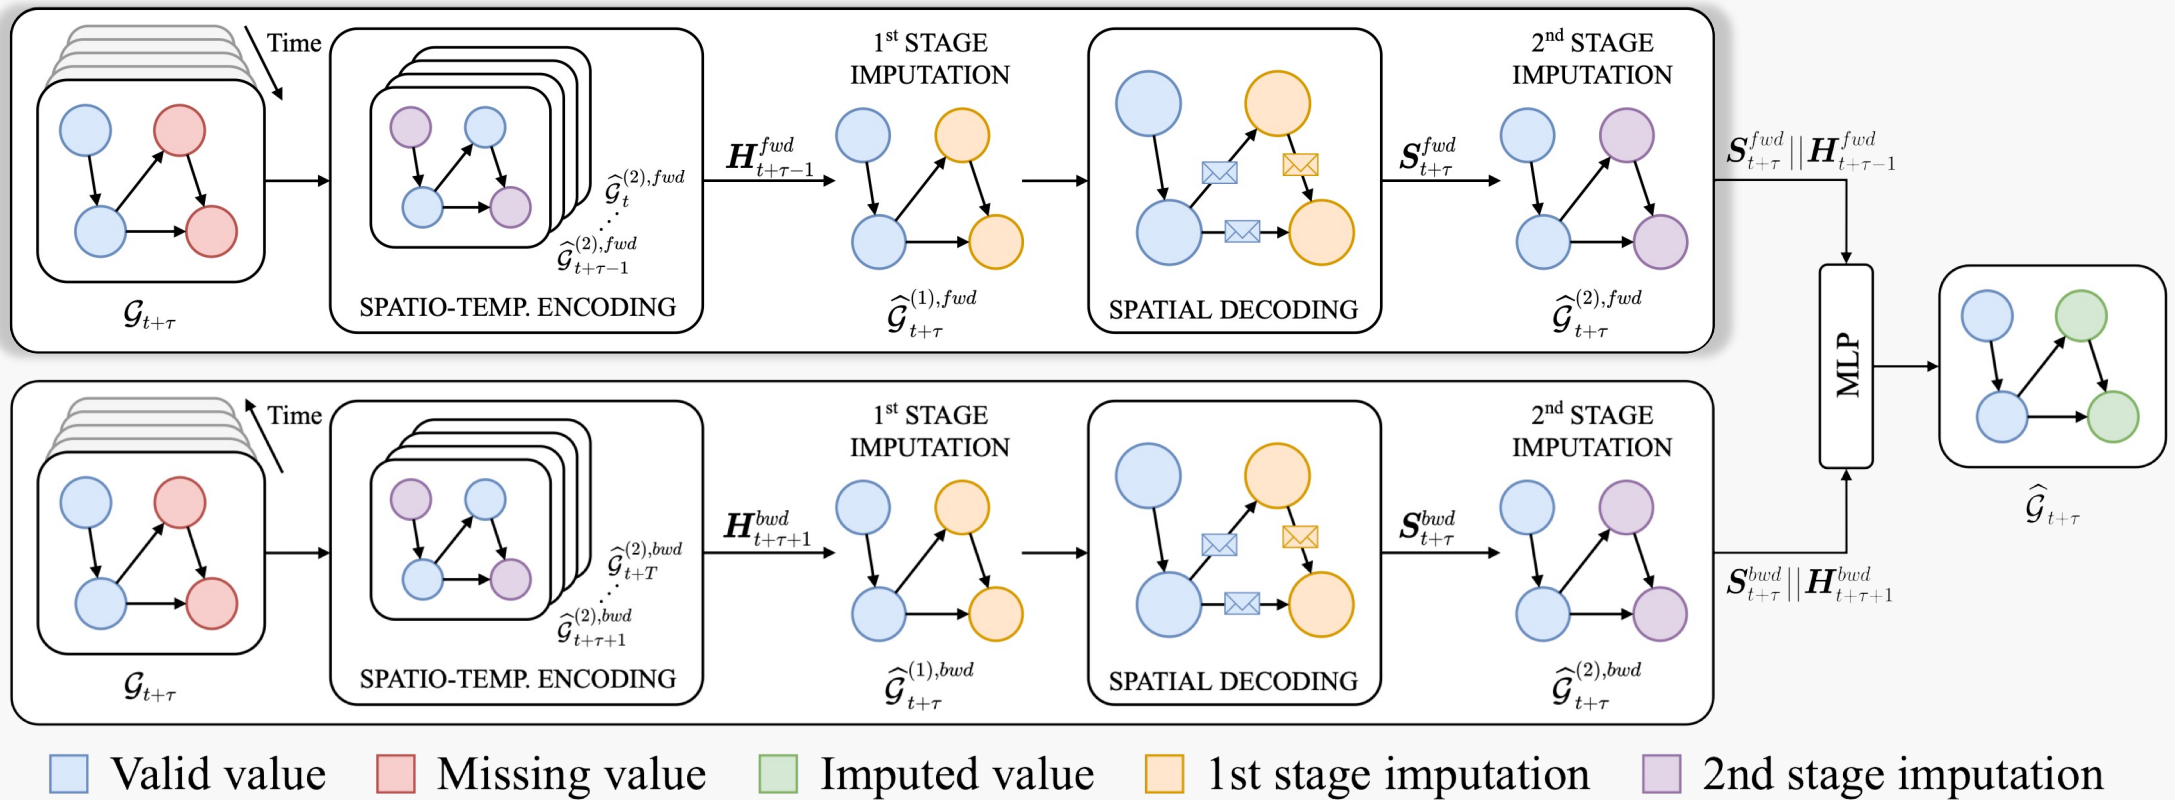 Time
1st STAGE
IMPUTATION
2nd STAGE
IMPUTATION
H^{fwd}_{t+τ−1}
S^{fwd}_{t+τ}
S^{fwd}_{t+τ}||H^{fwd}_{t+τ−1}
Ĝ^{(2),fwd}_{t}
⋰
Ĝ^{(2),fwd}_{t+τ−1}
G_{t+τ}
SPATIO-TEMP. ENCODING
Ĝ^{(1),fwd}_{t+τ}
SPATIAL DECODING
Ĝ^{(2),fwd}_{t+τ}
MLP
Ĝ_{t+τ}
Time
1st STAGE
IMPUTATION
2nd STAGE
IMPUTATION
H^{bwd}_{t+τ+1}
S^{bwd}_{t+τ}
S^{bwd}_{t+τ}||H^{bwd}_{t+τ+1}
Ĝ^{(2),bwd}_{t+T}
⋰
Ĝ^{(2),bwd}_{t+τ+1}
G_{t+τ}
SPATIO-TEMP. ENCODING
Ĝ^{(1),bwd}_{t+τ}
SPATIAL DECODING
Ĝ^{(2),bwd}_{t+τ}
Valid value
Missing value
Imputed value
1st stage imputation
2nd stage imputation